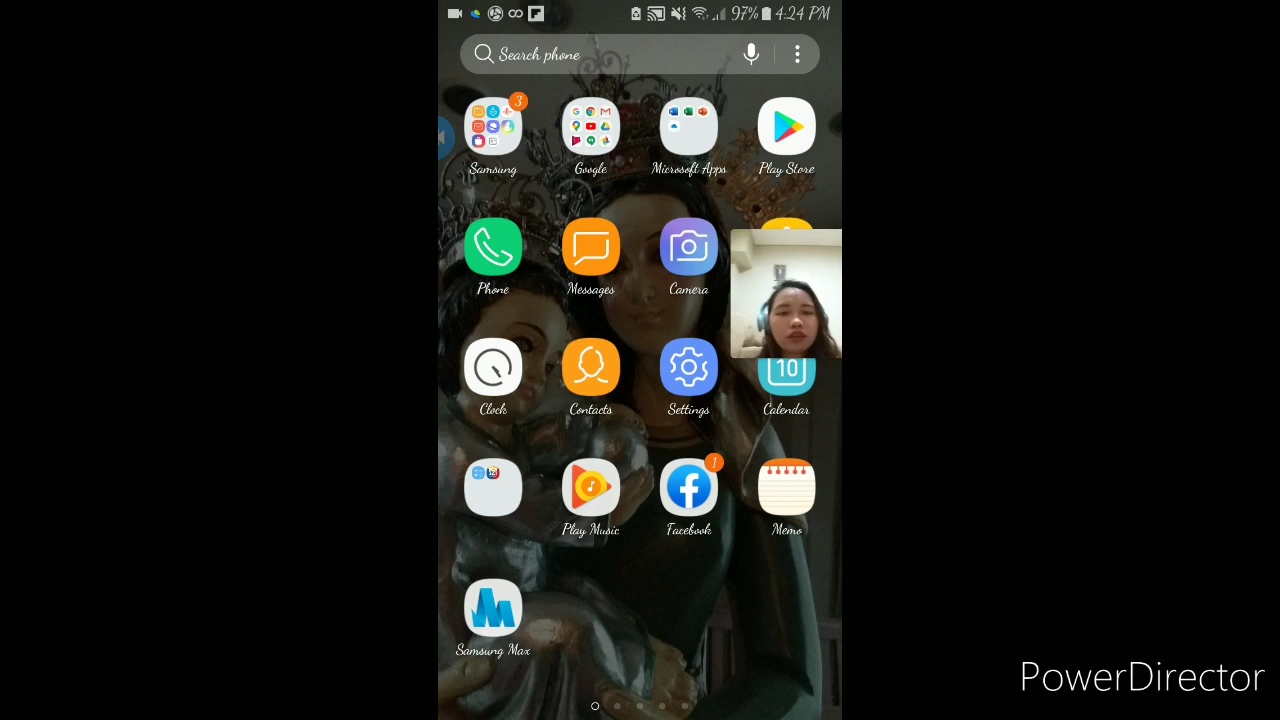 97% 4:24 PM
Search phone
3
Samsung Google Microsoft Apps Play Store
Phone Messages Camera
10
Clock Contacts Settings Calendar
1
Play Music Facebook Memo
Samsung Max
PowerDirector